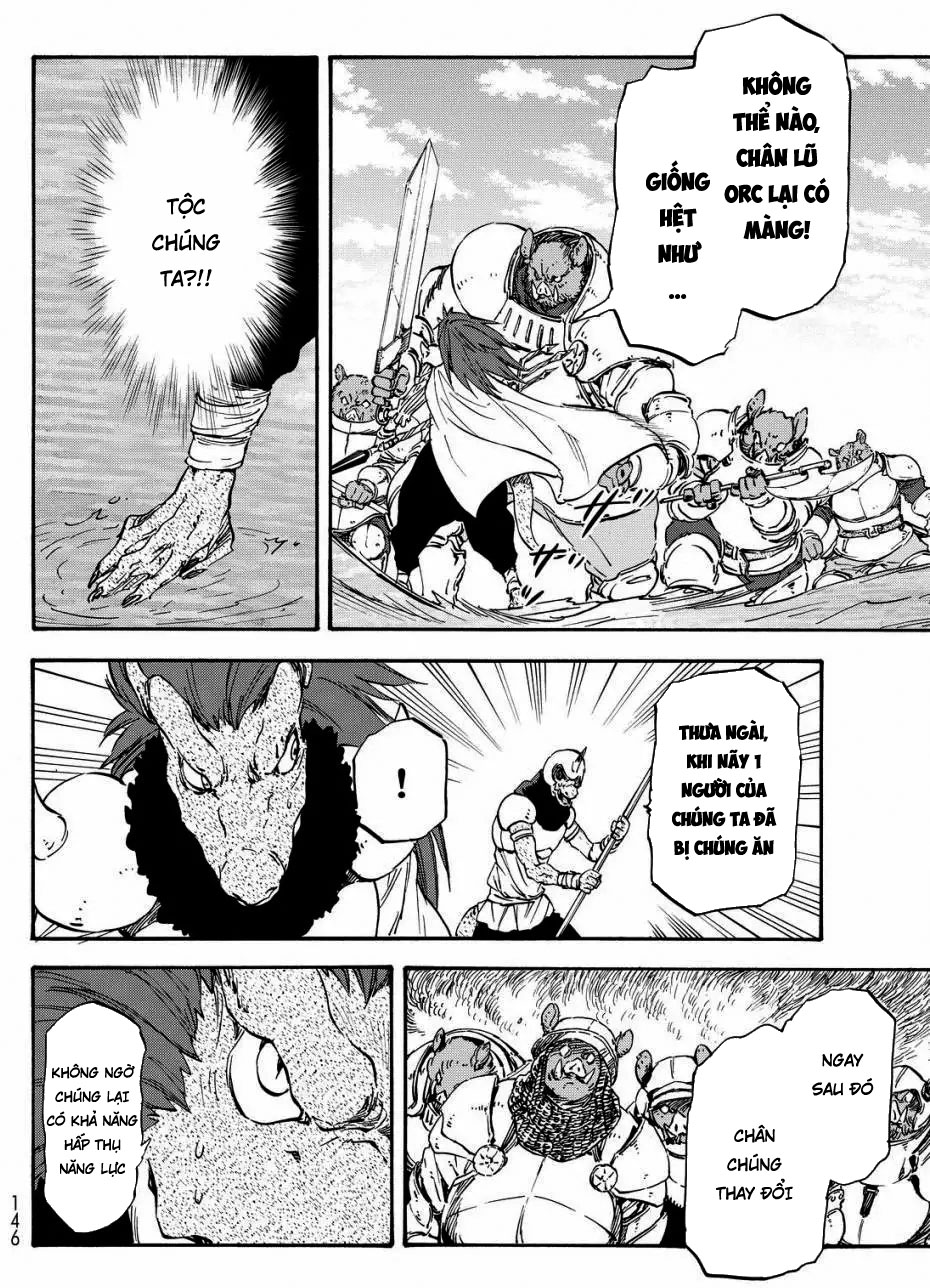 KHÔNG
THỂ NÀO,
CHÂN LŨ
ORC LẠI CÓ
MÀNG!
GIỐNG
HỆT
NHƯ
...
TỘC
CHÚNG
TA?!!
THƯA NGÀI,
KHI NÃY 1
NGƯỜI CỦA
CHÚNG TA ĐÃ
BỊ CHÚNG ĂN
!
NGAY
SAU ĐÓ
CHÂN
CHÚNG
THAY ĐỔI
KHÔNG NGỜ
CHÚNG LẠI
CÓ KHẢ NĂNG
HẤP THỤ
NĂNG LỰC
146